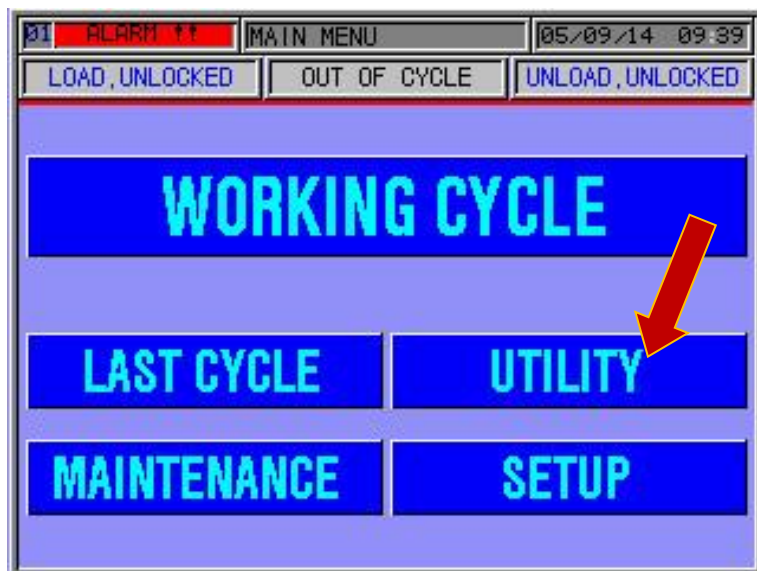 01 ALARM !! MAIN MENU 05/09/14 09:39
LOAD,UNLOCKED OUT OF CYCLE UNLOAD,UNLOCKED
WORKING CYCLE
LAST CYCLE UTILITY
MAINTENANCE SETUP